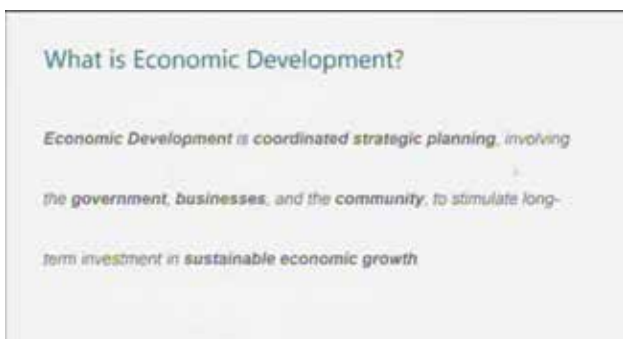 What is Economic Development?
Economic Development is coordinated strategic planning, involving
the government, businesses, and the community, to stimulate long-
term investment in sustainable economic growth